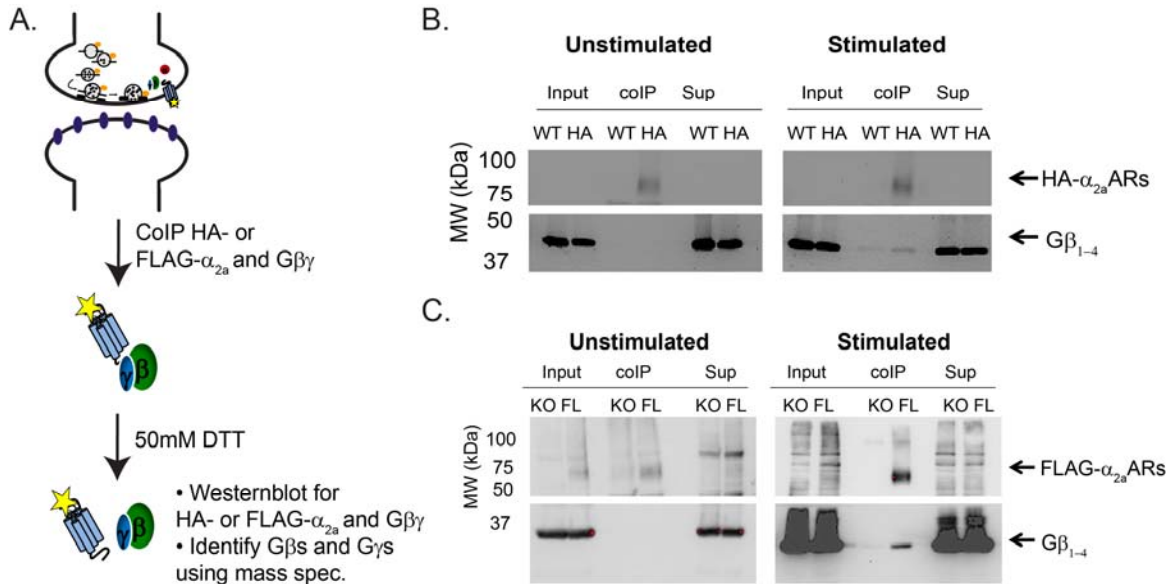 A.
CoIP HA- or
FLAG-α2a and Gβγ
γ β
50mM DTT
γ β
• Westernblot for
HA- or FLAG-α2a and Gβγ
• Identify Gβs and Gγs
using mass spec.
B.
Unstimulated Stimulated
Input coIP Sup Input coIP Sup
WT HA WT HA WT HA WT HA WT HA WT HA
MW (kDa)
100
75
50
37
HA-α2aARs
Gβ1–4
C.
Unstimulated Stimulated
Input coIP Sup Input coIP Sup
KO FL KO FL KO FL KO FL KO FL KO FL
MW (kDa)
100
75
50
37
FLAG-α2aARs
Gβ1–4